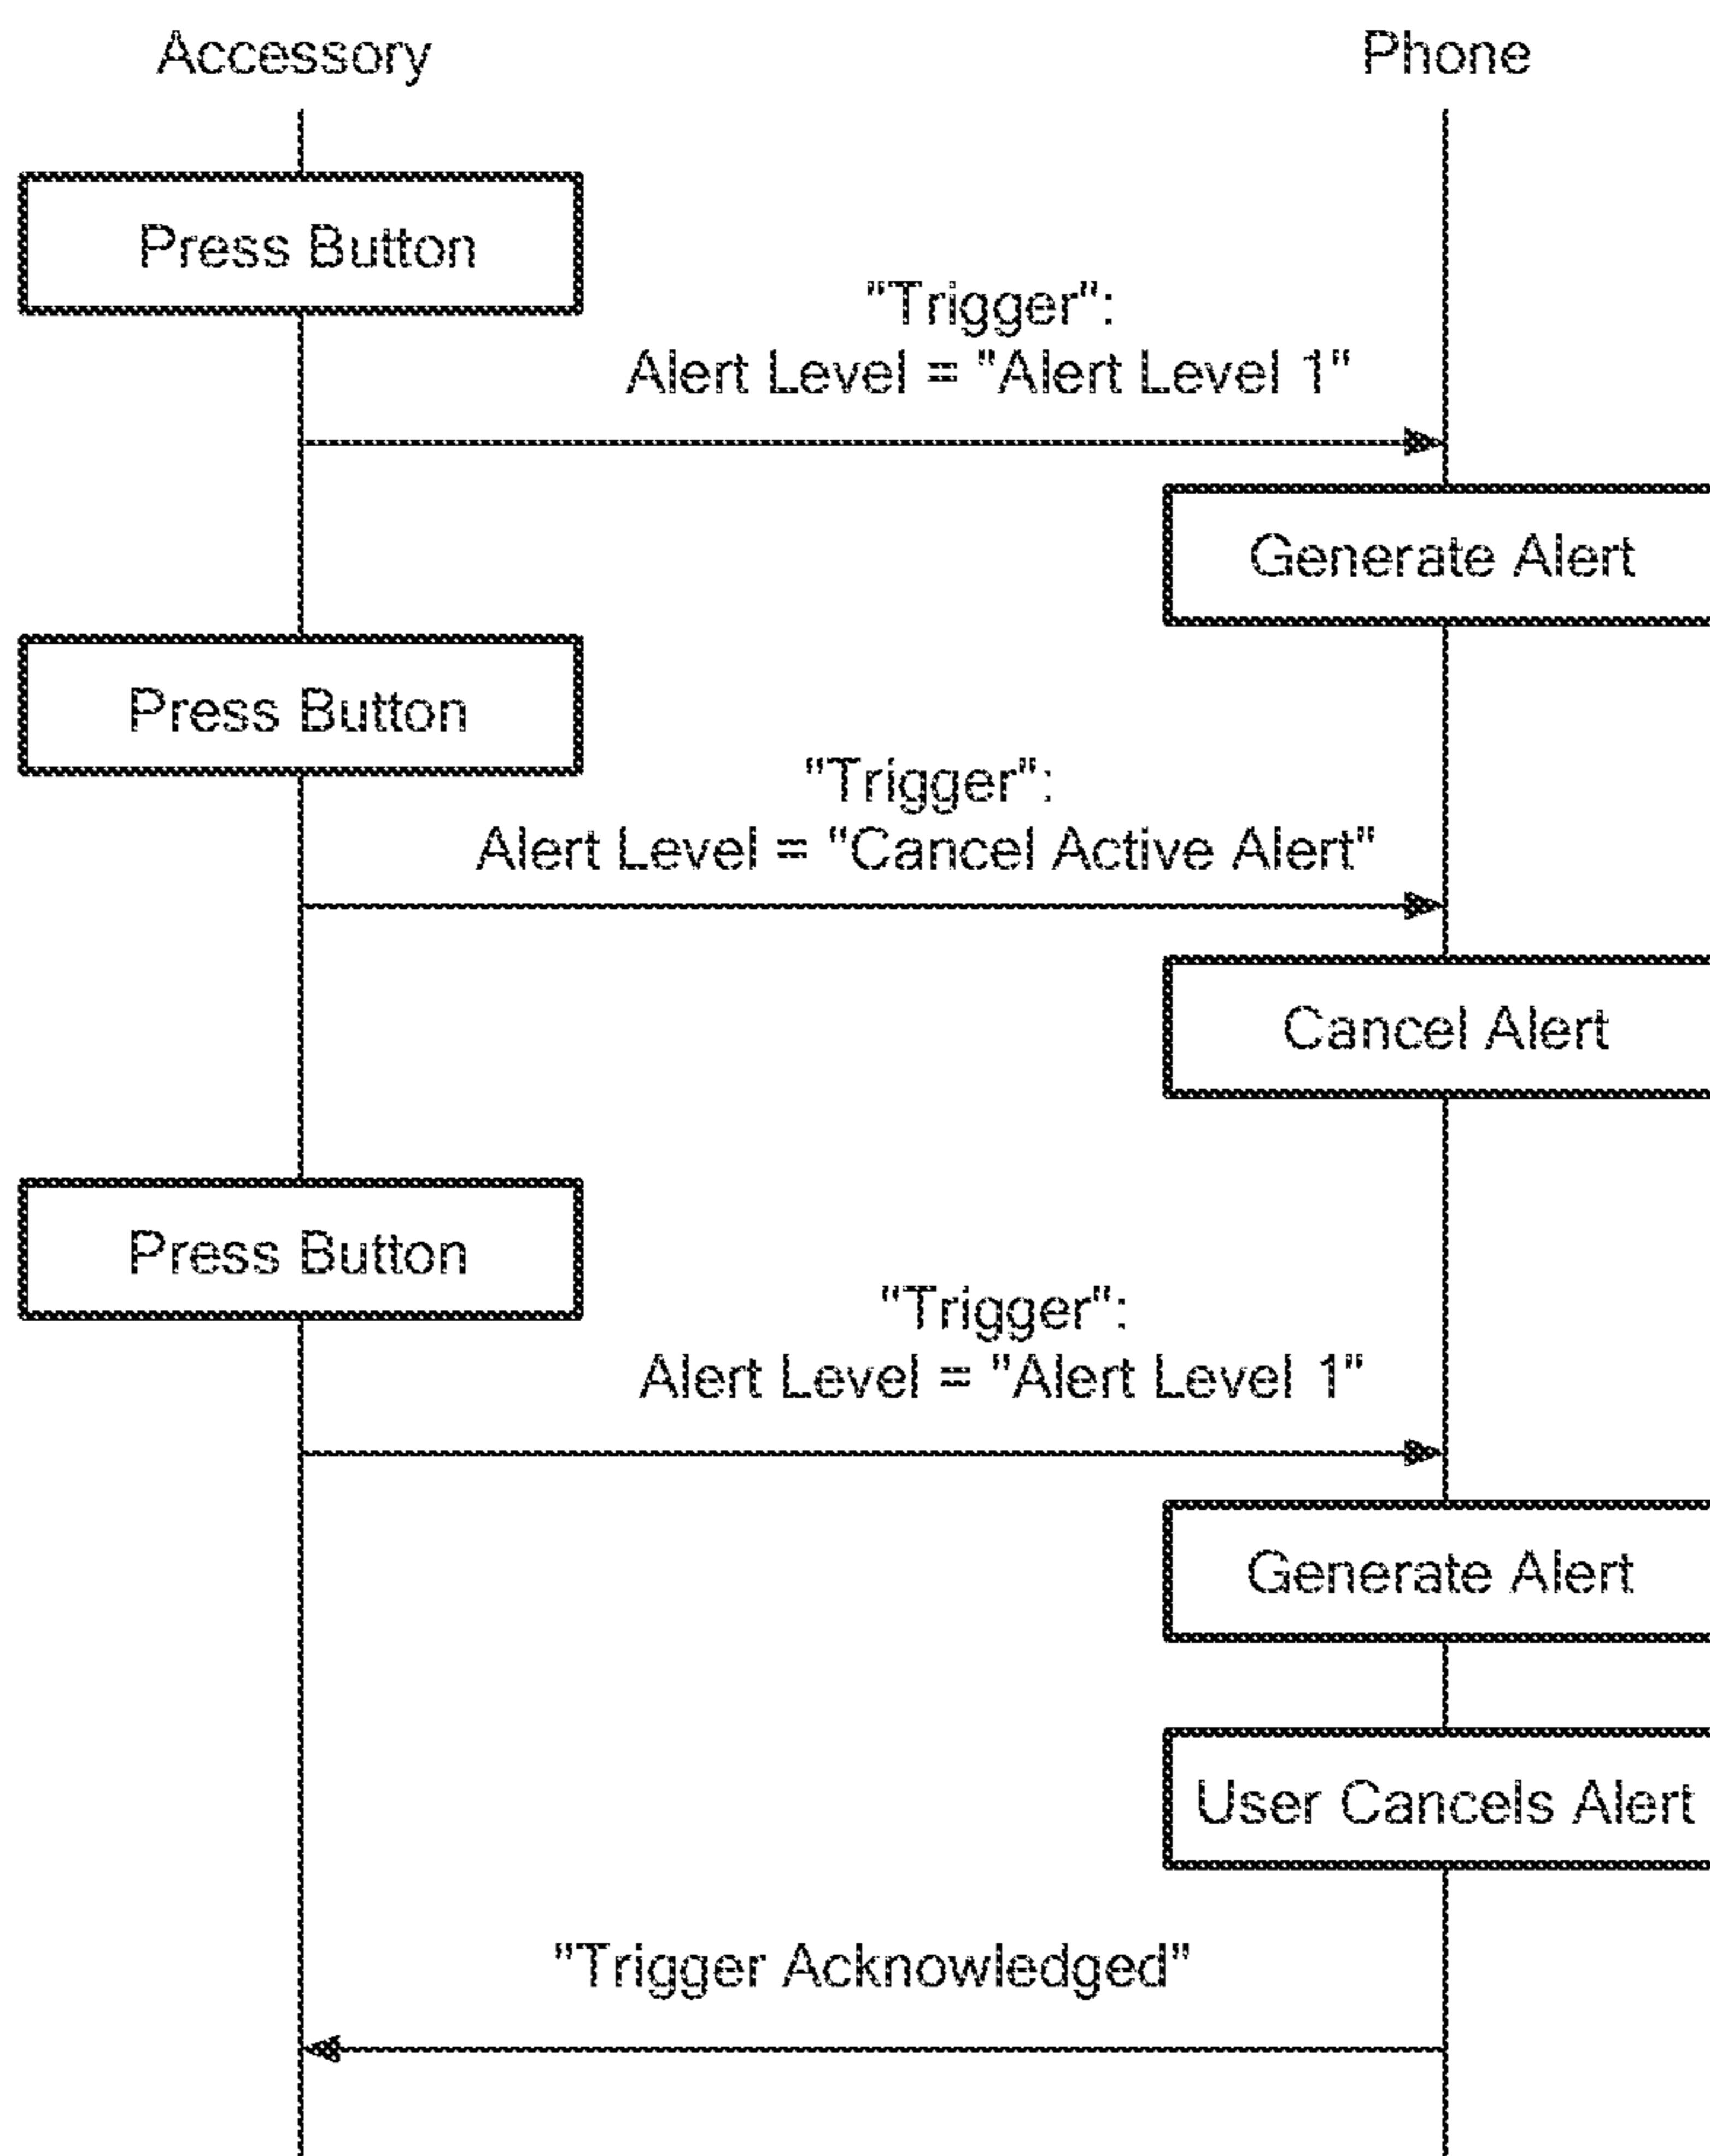 Accessory
Phone
Press Button
"Trigger":
Alert Level = "Alert Level 1"
Generate Alert
Press Button
"Trigger":
Alert Level = "Cancel Active Alert"
Cancel Alert
Press Button
"Trigger":
Alert Level = "Alert Level 1"
Generate Alert
User Cancels Alert
"Trigger Acknowledged"